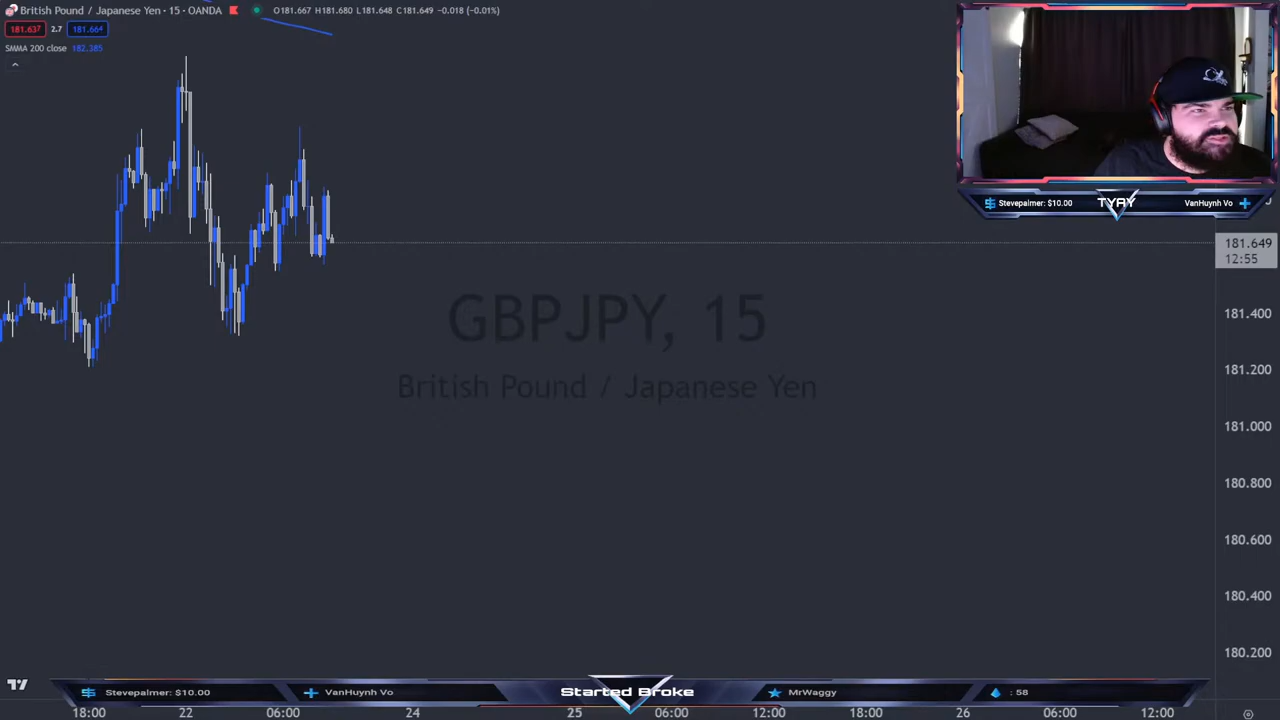 British Pound / Japanese Yen · 15 · OANDA O181.667 H181.680 L181.648 C181.649 −0.018 (−0.01%)
181.637 2.7 181.664
SMMA 200 close 182.385
Stevepalmer: $10.00 TYAY VanHuynh Vo
181.649
12:55
GBPJPY, 15
British Pound / Japanese Yen
181.400
181.200
181.000
180.800
180.600
180.400
180.200
Stevepalmer: $10.00 VanHuynh Vo Started Broke MrWaggy : 58
18:00 22 06:00 24 25 06:00 12:00 18:00 26 06:00 12:00